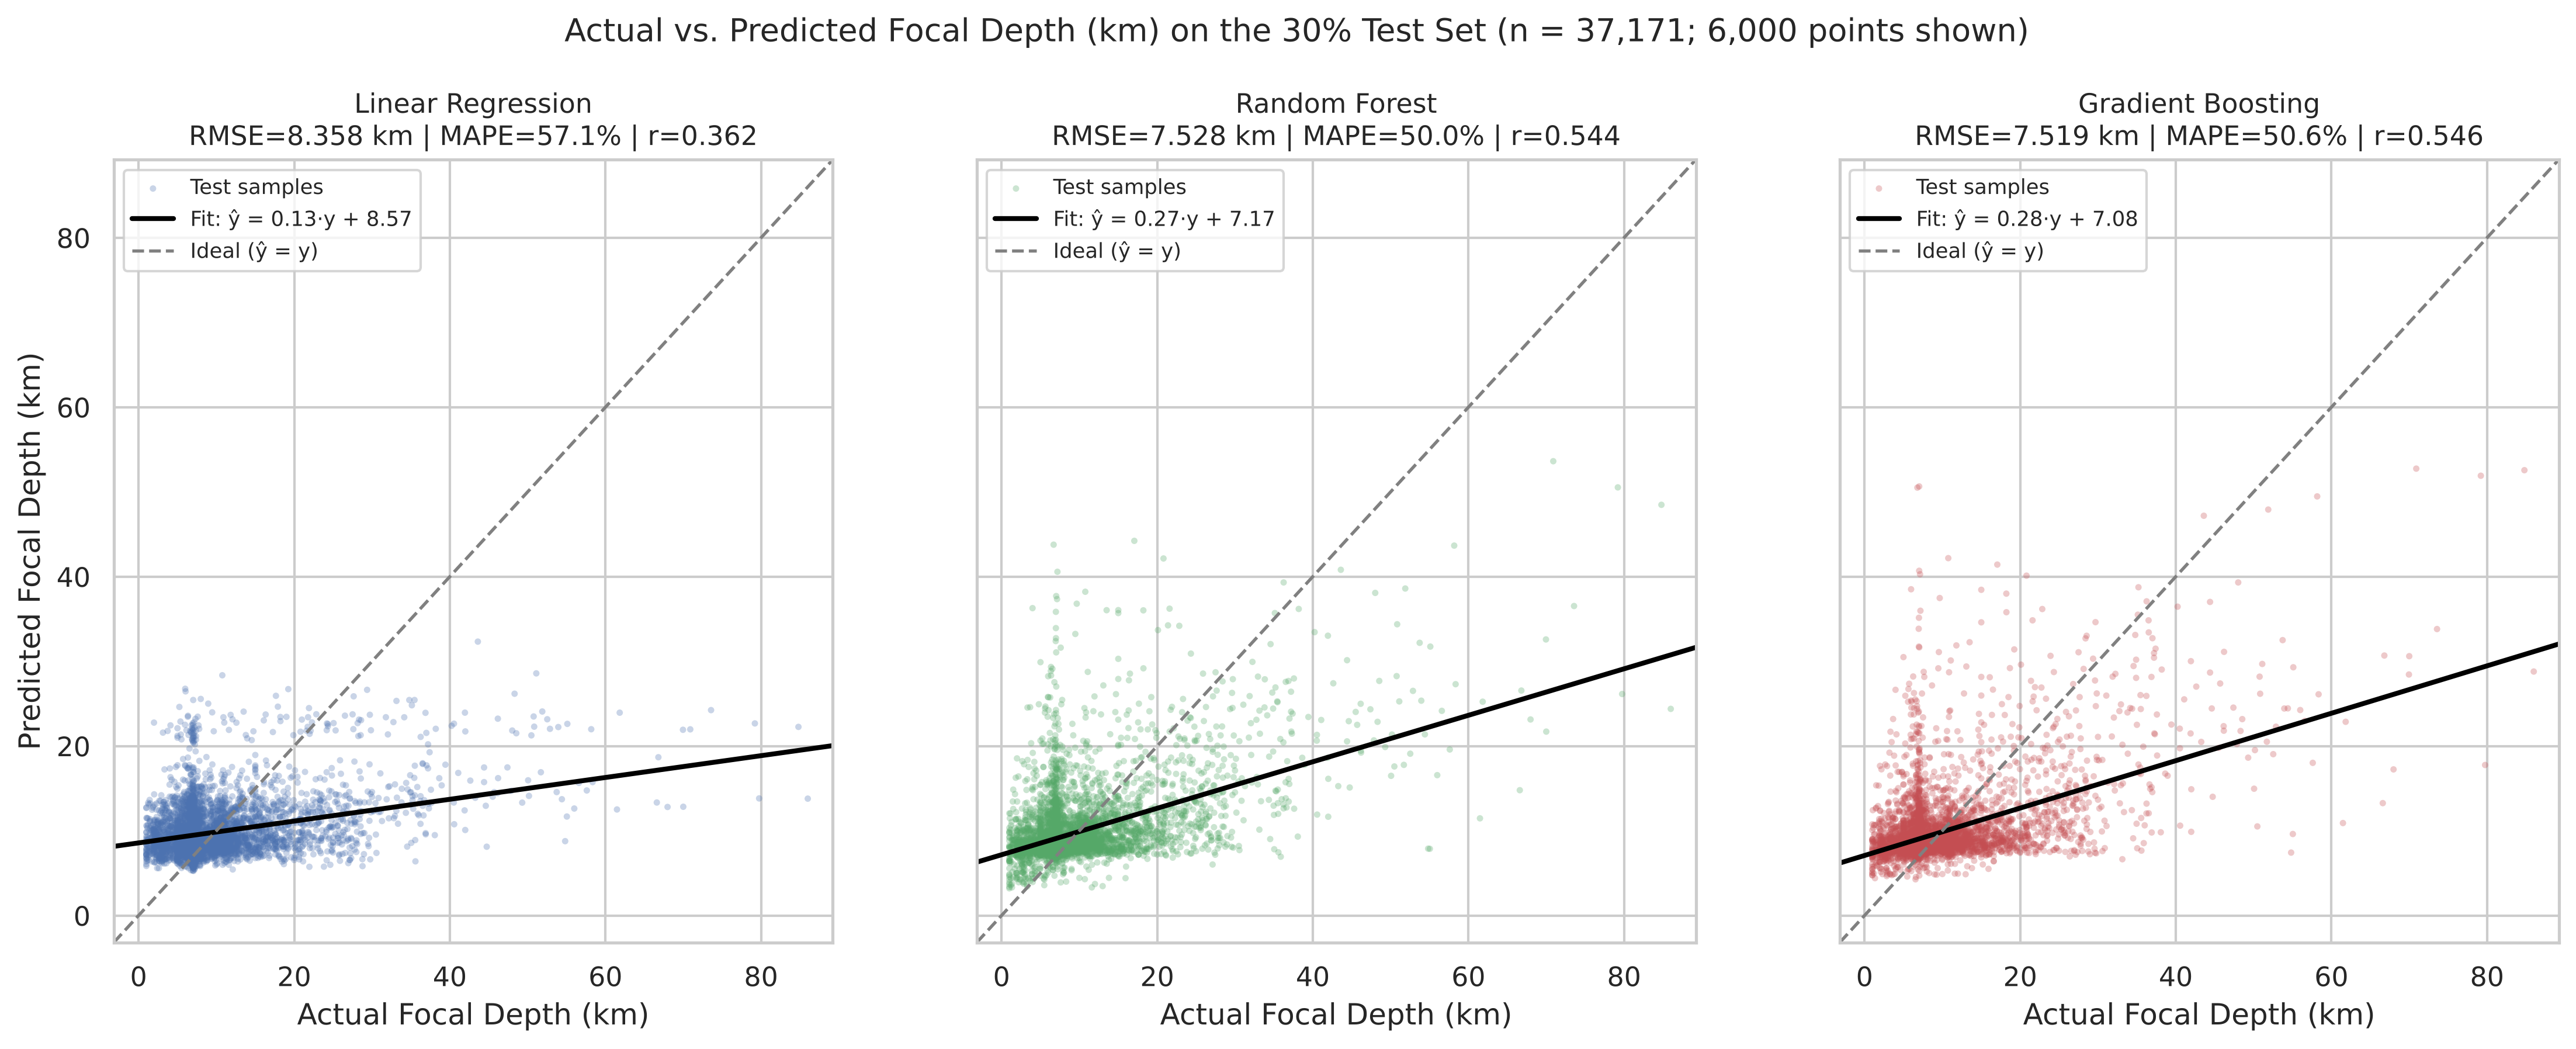 Actual vs. Predicted Focal Depth (km) on the 30% Test Set (n = 37,171; 6,000 points shown)
Linear Regression
RMSE=8.358 km | MAPE=57.1% | r=0.362
Test samples
Fit: ŷ = 0.13·y + 8.57
Ideal (ŷ = y)
80
60
40
20
0
Predicted Focal Depth (km)
0 20 40 60 80
Actual Focal Depth (km)
Random Forest
RMSE=7.528 km | MAPE=50.0% | r=0.544
Test samples
Fit: ŷ = 0.27·y + 7.17
Ideal (ŷ = y)
0 20 40 60 80
Actual Focal Depth (km)
Gradient Boosting
RMSE=7.519 km | MAPE=50.6% | r=0.546
Test samples
Fit: ŷ = 0.28·y + 7.08
Ideal (ŷ = y)
0 20 40 60 80
Actual Focal Depth (km)